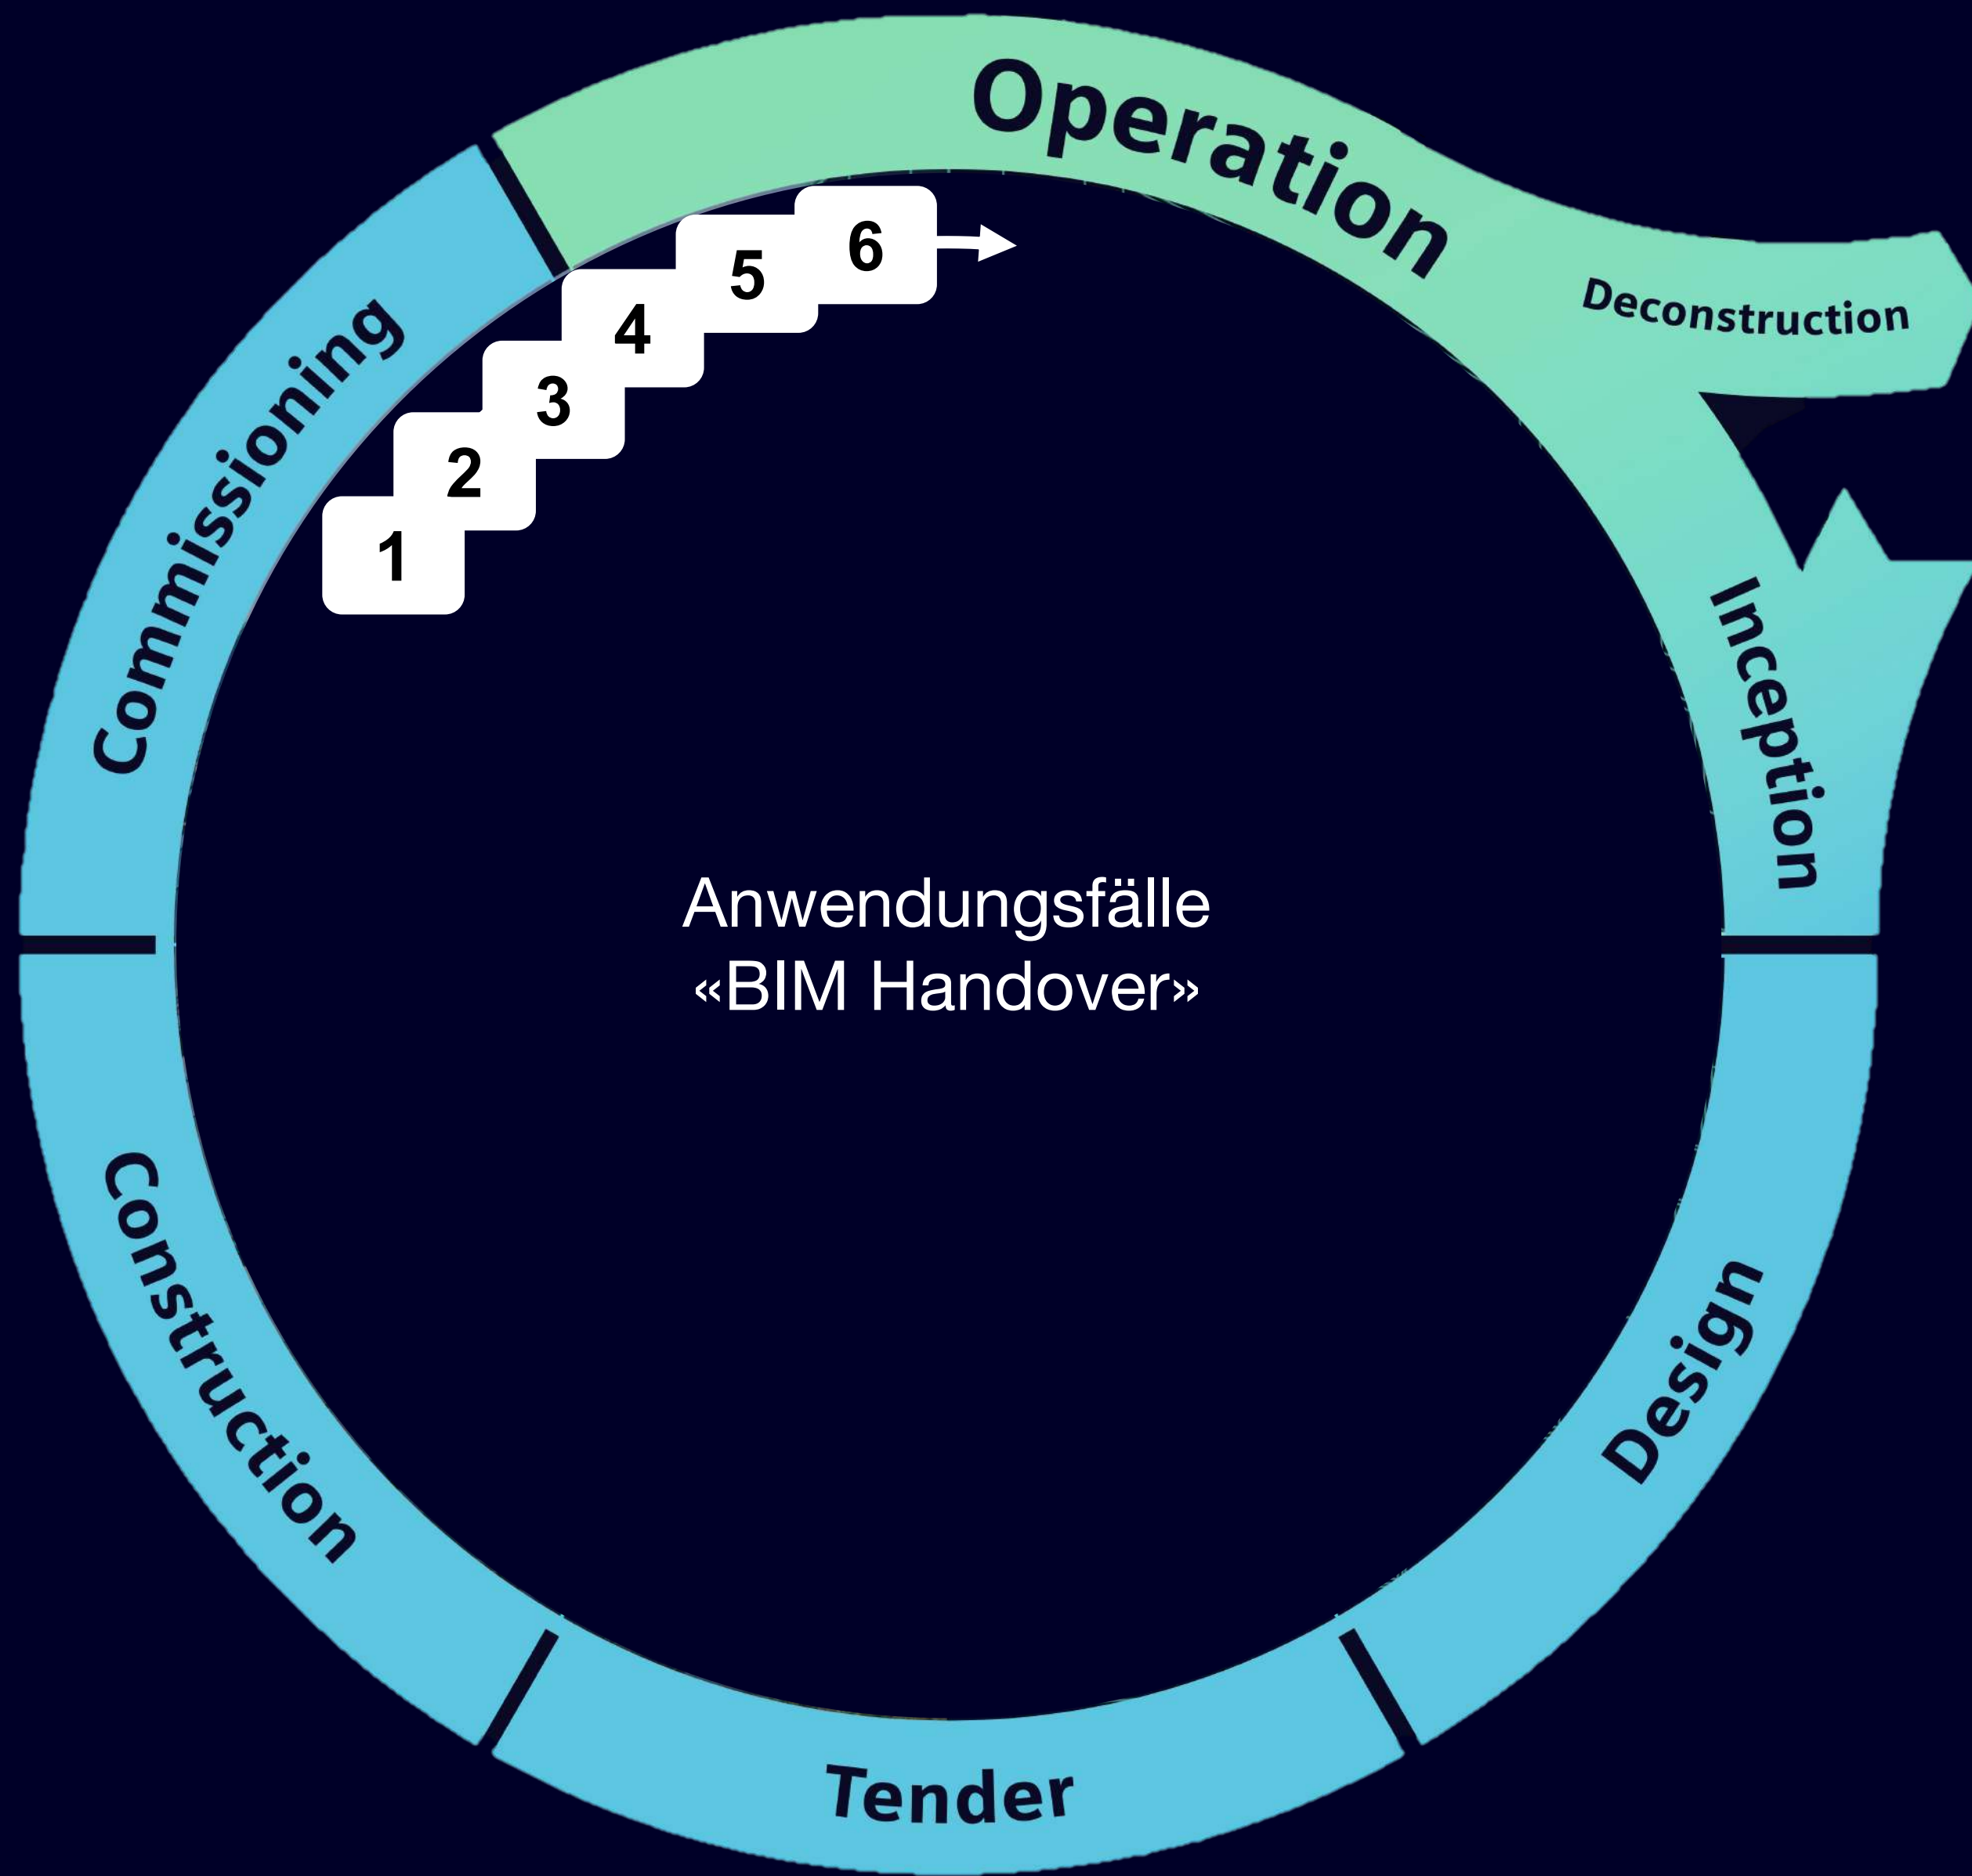 Operation
Deconstruction
Commissioning
6
5
4
3
2
1
Inception
Anwendungsfälle
«BIM Handover»
Construction
Design
Tender